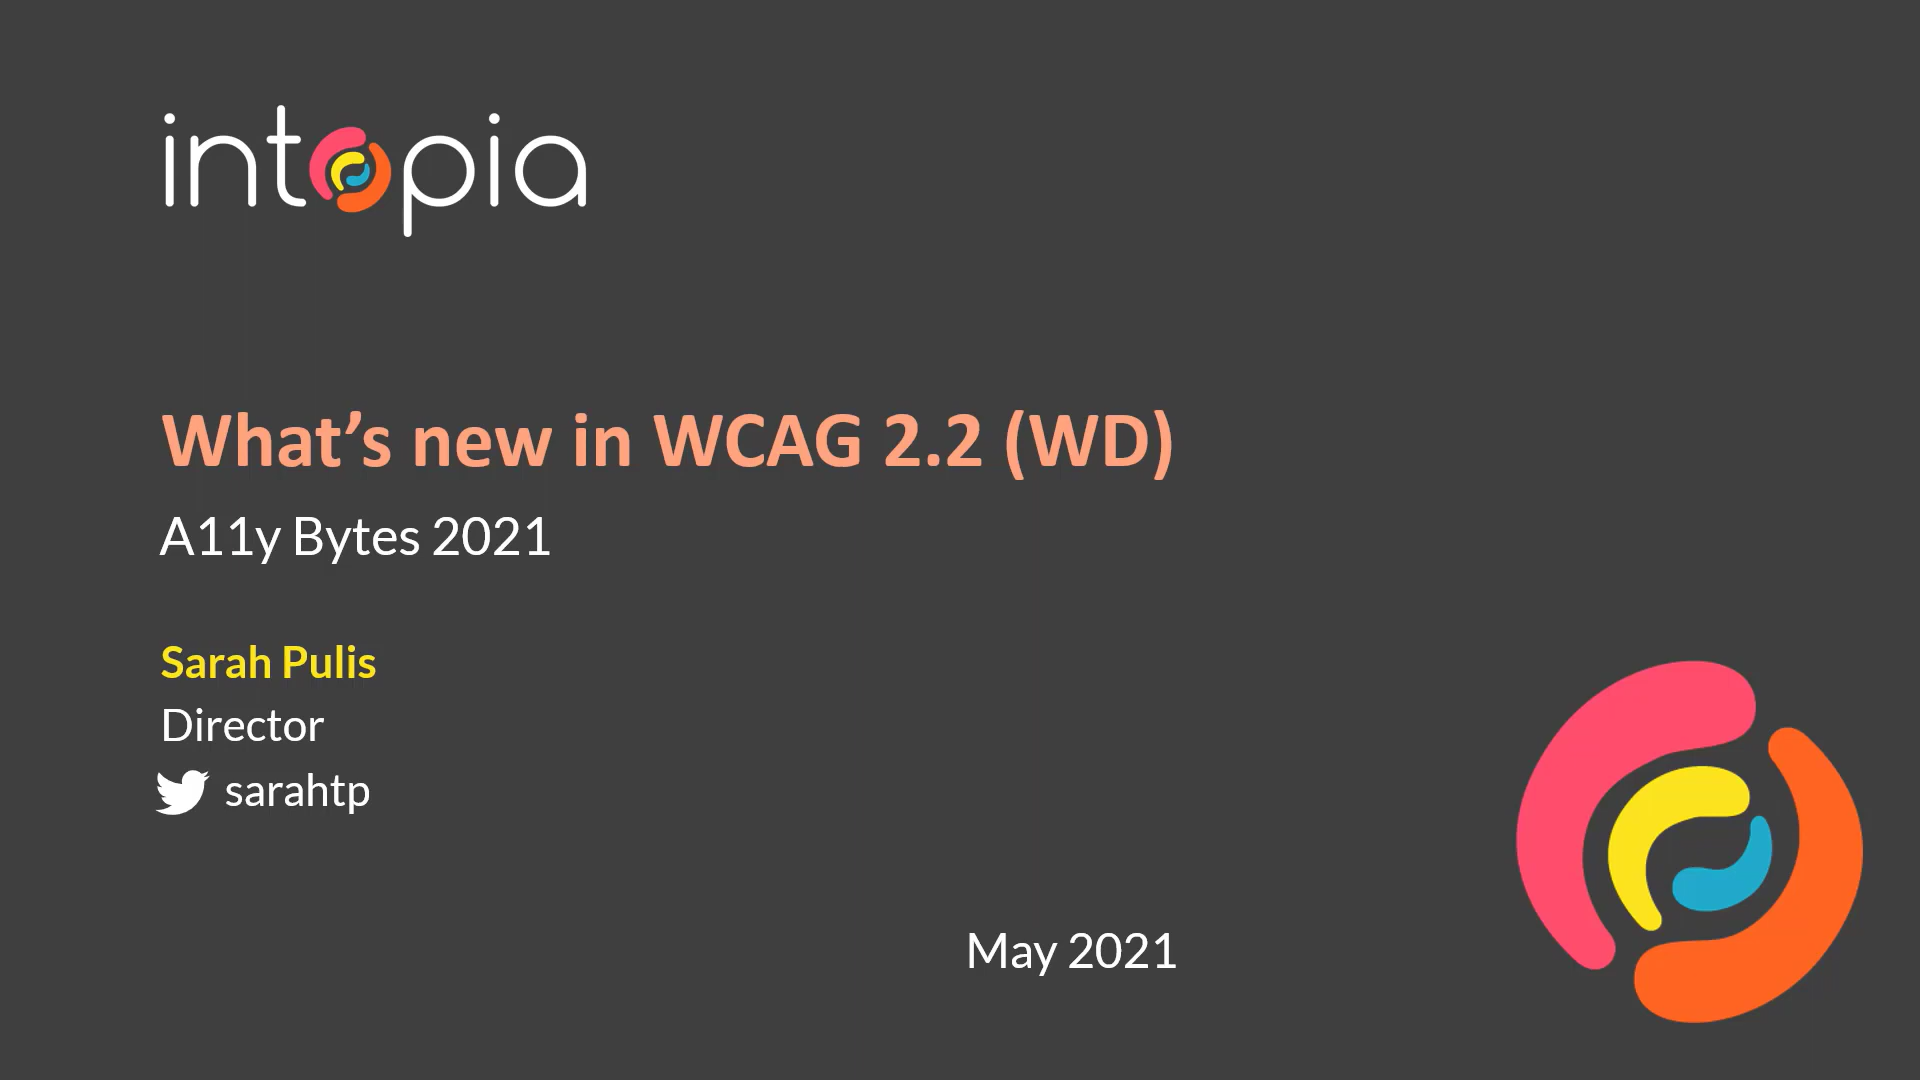 intopia
What’s new in WCAG 2.2 (WD)
A11y Bytes 2021
Sarah Pulis
Director
sarahtp
May 2021